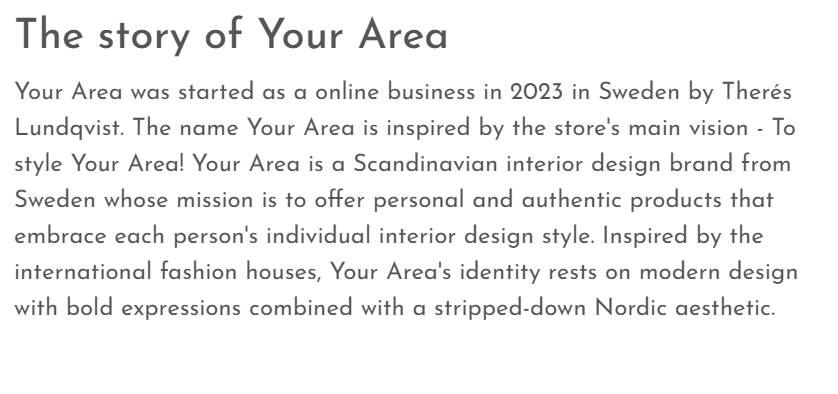 The story of Your Area
Your Area was started as a online business in 2023 in Sweden by Therés
Lundqvist. The name Your Area is inspired by the store's main vision - To
style Your Area! Your Area is a Scandinavian interior design brand from
Sweden whose mission is to offer personal and authentic products that
embrace each person's individual interior design style. Inspired by the
international fashion houses, Your Area's identity rests on modern design
with bold expressions combined with a stripped-down Nordic aesthetic.